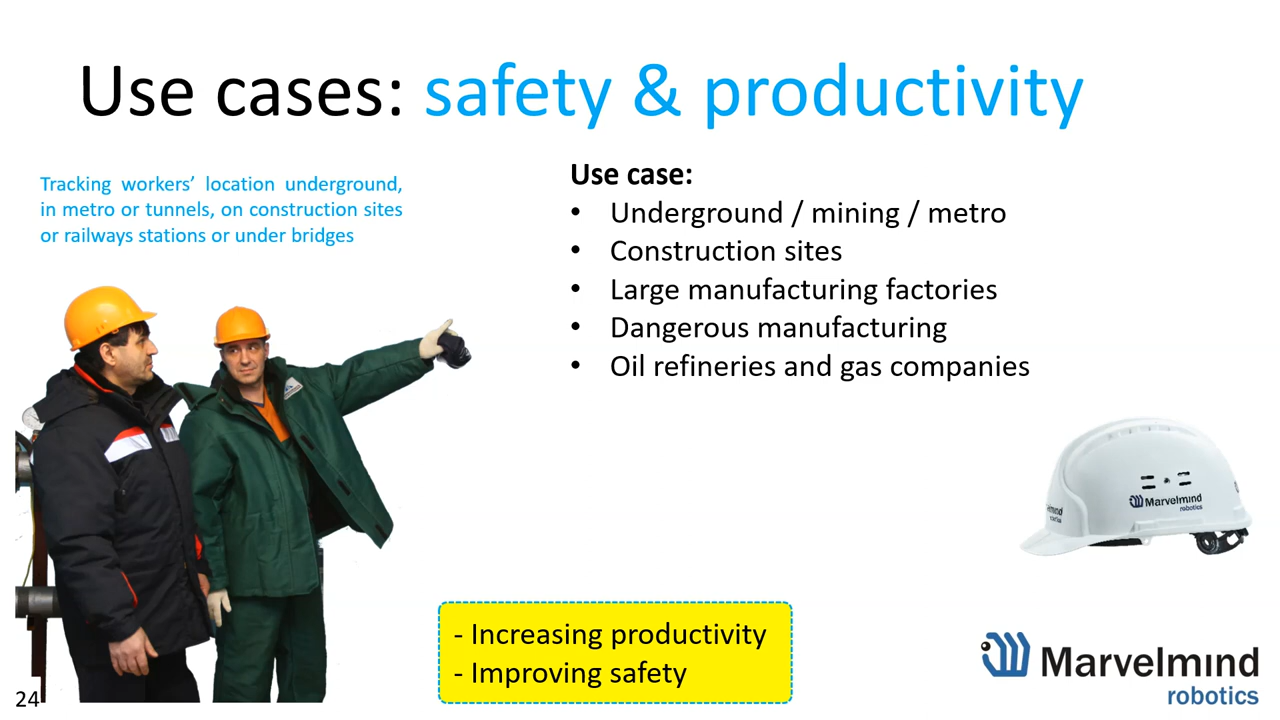 Use cases: safety & productivity
Tracking workers’ location underground,
in metro or tunnels, on construction sites
or railways stations or under bridges
Use case:
• Underground / mining / metro
• Construction sites
• Large manufacturing factories
• Dangerous manufacturing
• Oil refineries and gas companies
Marvelmind
robotics
- Increasing productivity
- Improving safety
Marvelmind
robotics
24